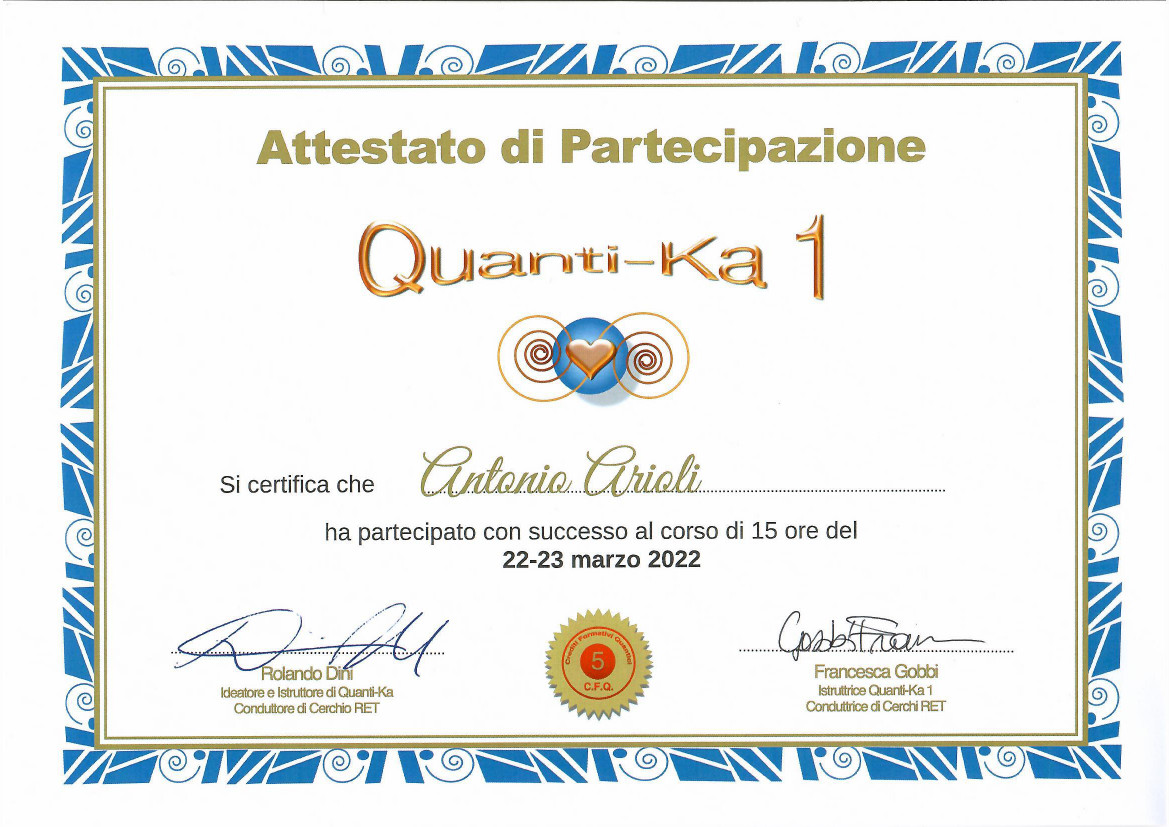 Attestato di Partecipazione
Quanti-Ka 1
Si certifica che Antonio Arioli
ha partecipato con successo al corso di 15 ore del
22-23 marzo 2022
Rolando Dini
Ideatore e Istruttore di Quanti-Ka
Conduttore di Cerchio RET
Crediti Formativi Quantici
5
C.F.Q.
Francesca Gobbi
Istruttrice Quanti-Ka 1
Conduttrice di Cerchi RET